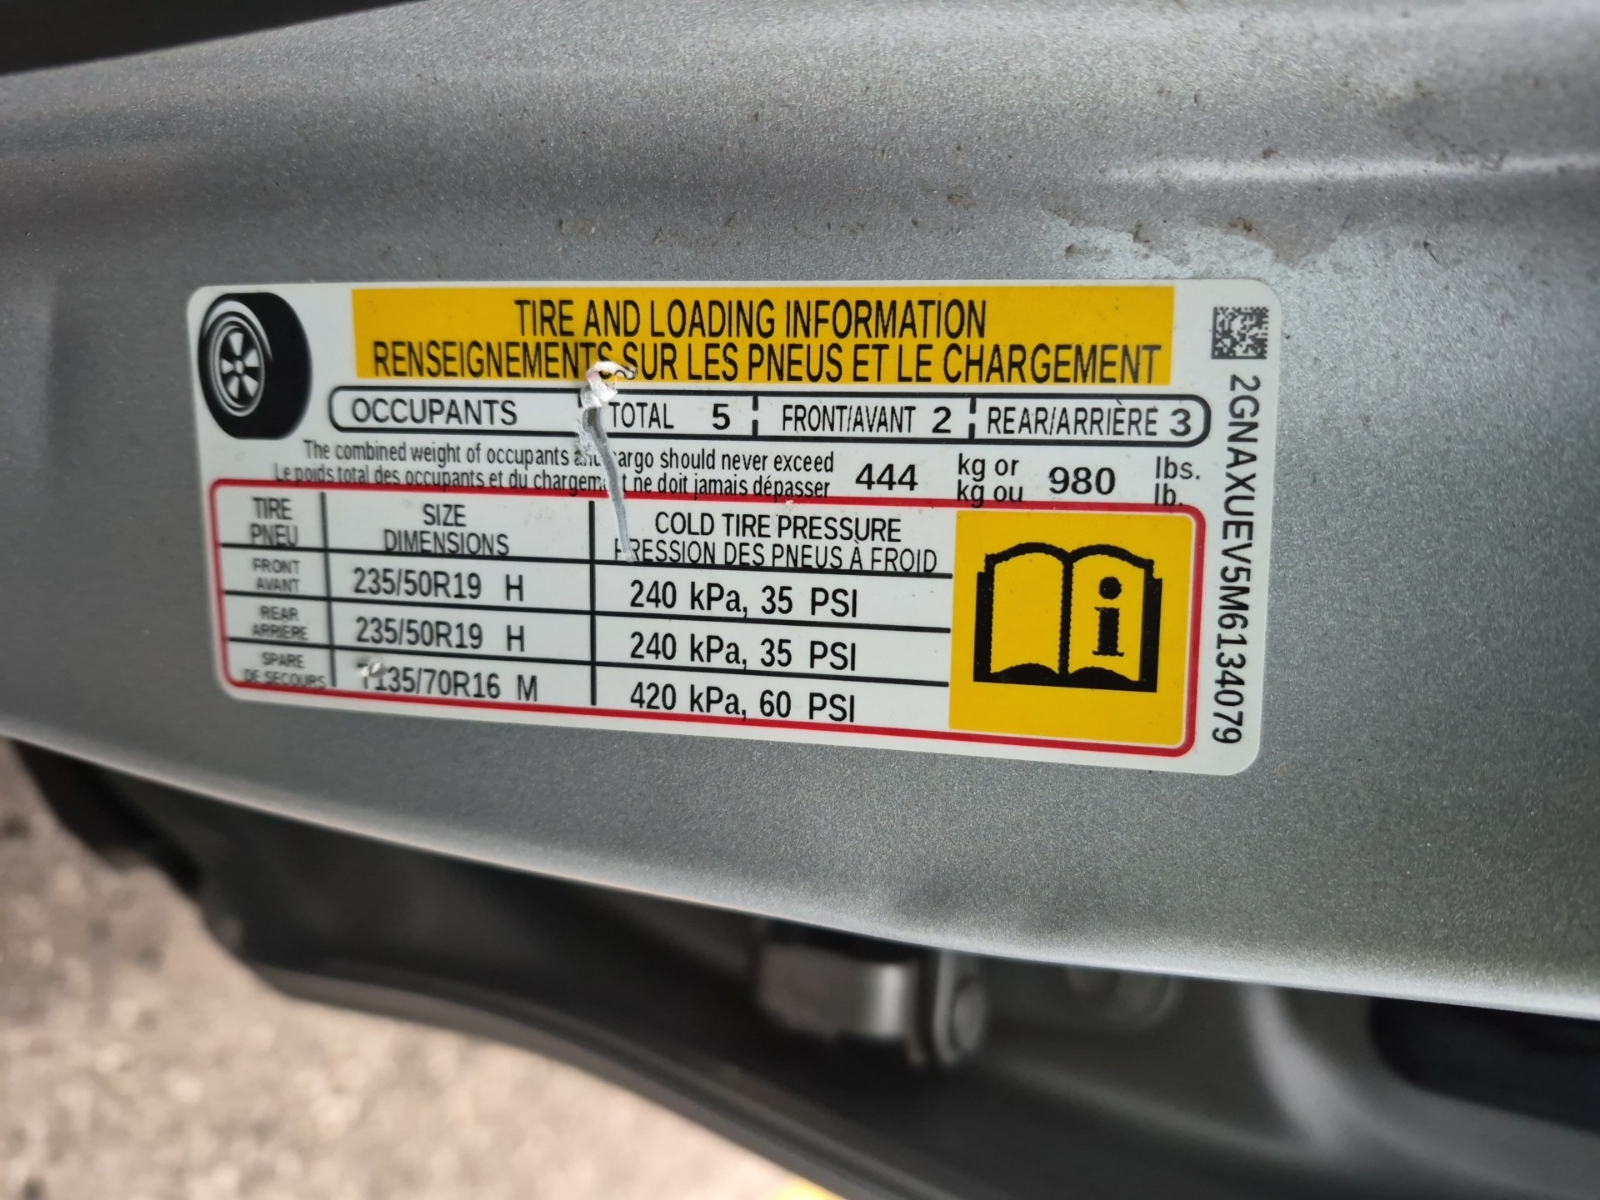 TIRE AND LOADING INFORMATION
RENSEIGNEMENTS SUR LES PNEUS ET LE CHARGEMENT
OCCUPANTS TOTAL 5 FRONT/AVANT 2 REAR/ARRIÈRE 3
The combined weight of occupants and cargo should never exceed 444 kg or 980 lbs.
Le poids total des occupants et du chargement ne doit jamais dépasser kg ou lb.
TIRE SIZE COLD TIRE PRESSURE
PNEU DIMENSIONS PRESSION DES PNEUS À FROID
FRONT
AVANT 235/50R19 H 240 kPa, 35 PSI
REAR
ARRIERE 235/50R19 H 240 kPa, 35 PSI
SPARE
DE SECOURS T135/70R16 M 420 kPa, 60 PSI
i
2GNAXUEV5M6134079